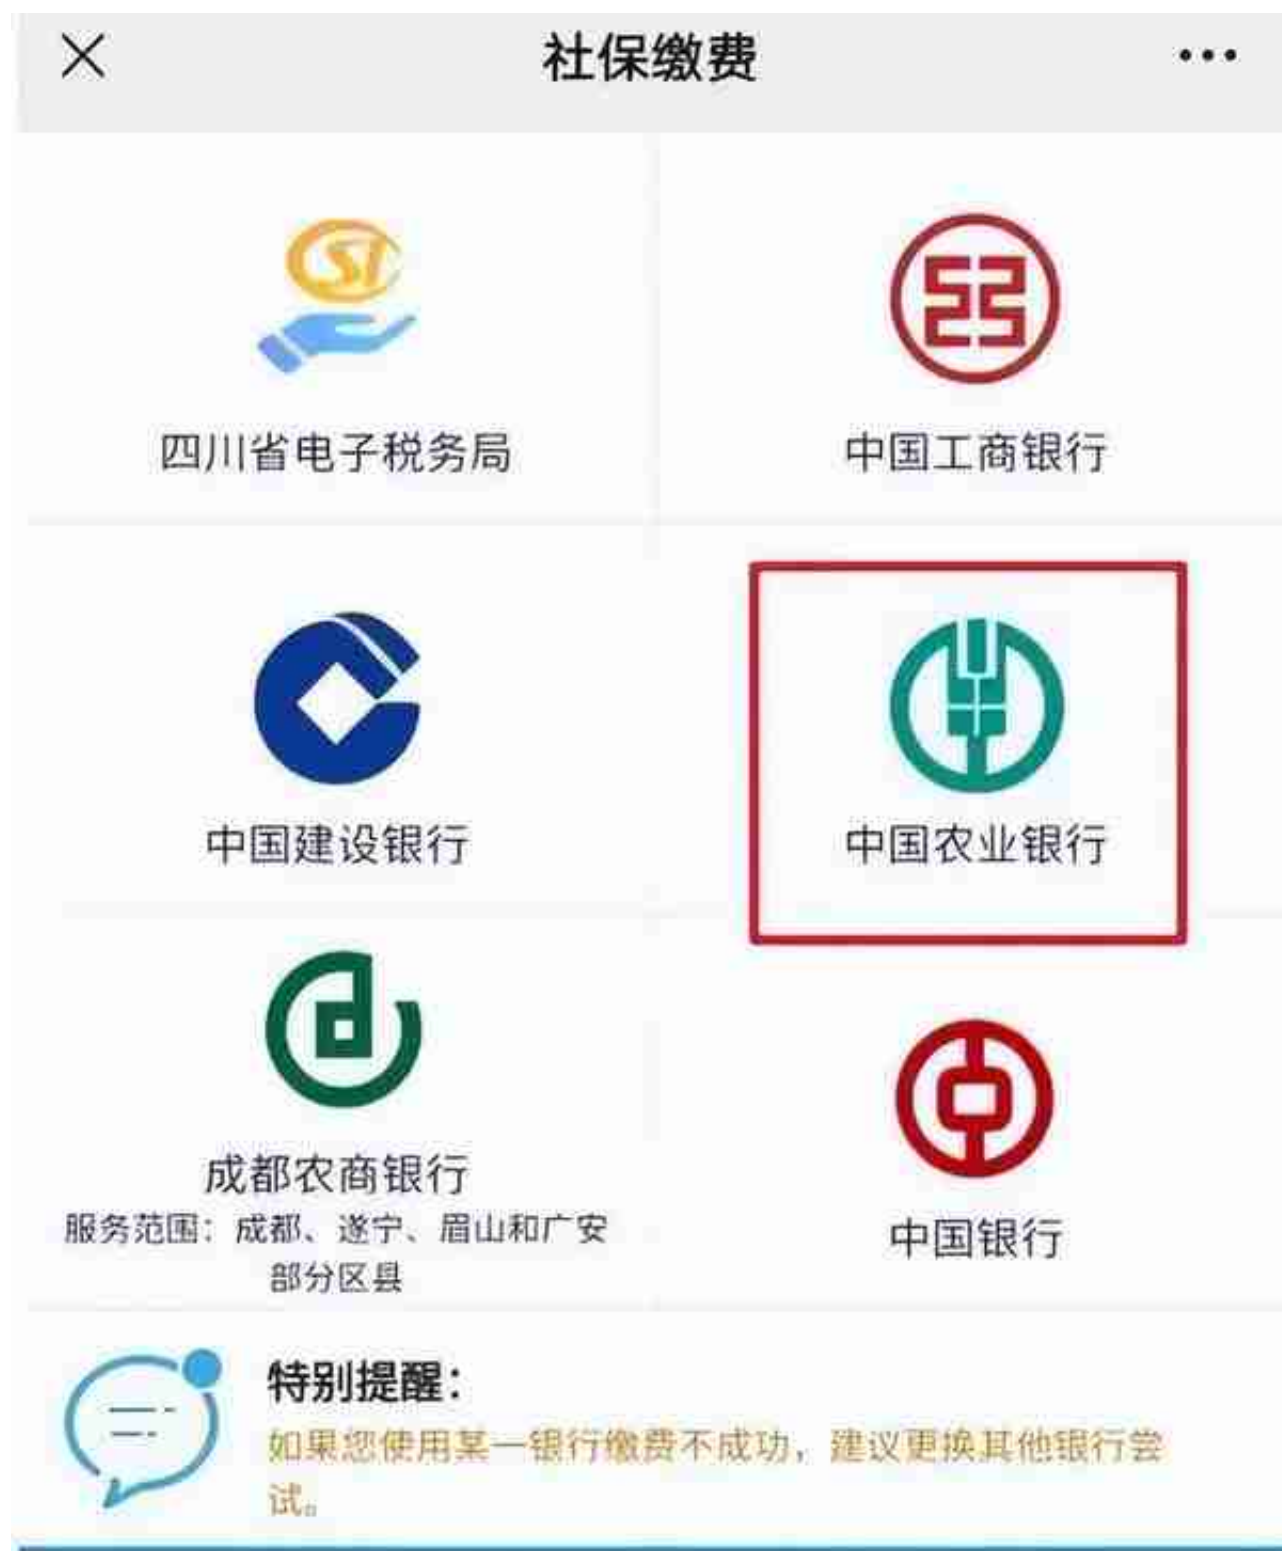 社保缴费
四川省电子税务局
中国工商银行
中国建设银行
中国农业银行
成都农商银行
服务范围：成都、遂宁、眉山和广安
部分区县
中国银行
特别提醒：
如果您使用某一银行缴费不成功，建议更换其他银行尝
试。